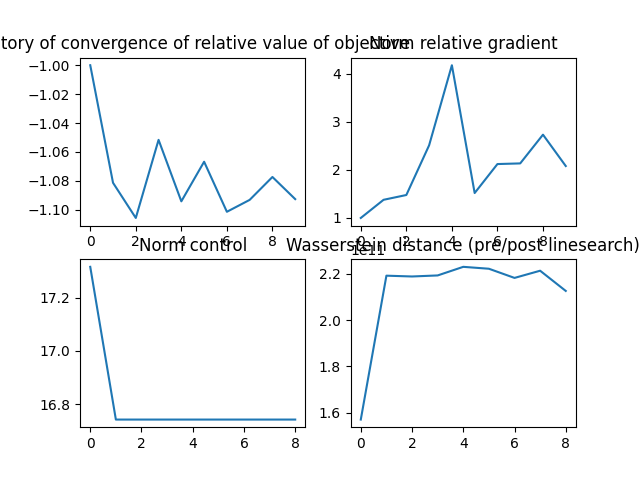 tory of convergence of relative value of objective
Norm relative gradient
−1.00
−1.02
−1.04
−1.06
−1.08
−1.10
0 2 4 6 8
4
3
2
1
0 2 4 6 8
Norm control
Wasserstein distance (pre/post linesearch)
1e11
17.2
17.0
16.8
0 2 4 6 8
2.2
2.0
1.8
1.6
0 2 4 6 8